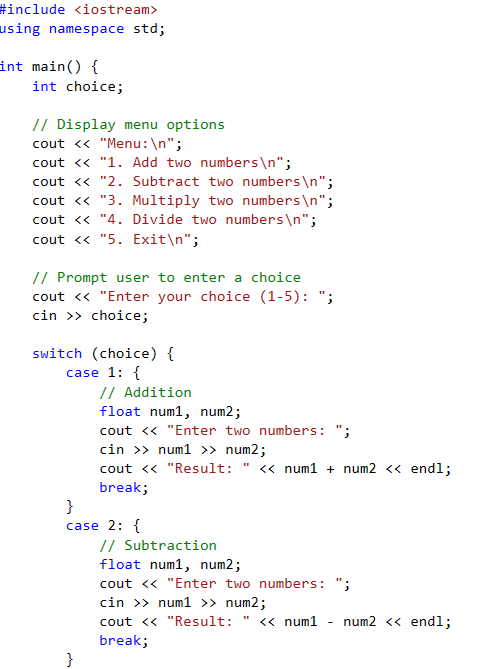 #include <iostream>
using namespace std;

int main() {
    int choice;

    // Display menu options
    cout << "Menu:\n";
    cout << "1. Add two numbers\n";
    cout << "2. Subtract two numbers\n";
    cout << "3. Multiply two numbers\n";
    cout << "4. Divide two numbers\n";
    cout << "5. Exit\n";

    // Prompt user to enter a choice
    cout << "Enter your choice (1-5): ";
    cin >> choice;

    switch (choice) {
        case 1: {
            // Addition
            float num1, num2;
            cout << "Enter two numbers: ";
            cin >> num1 >> num2;
            cout << "Result: " << num1 + num2 << endl;
            break;
        }
        case 2: {
            // Subtraction
            float num1, num2;
            cout << "Enter two numbers: ";
            cin >> num1 >> num2;
            cout << "Result: " << num1 - num2 << endl;
            break;
        }